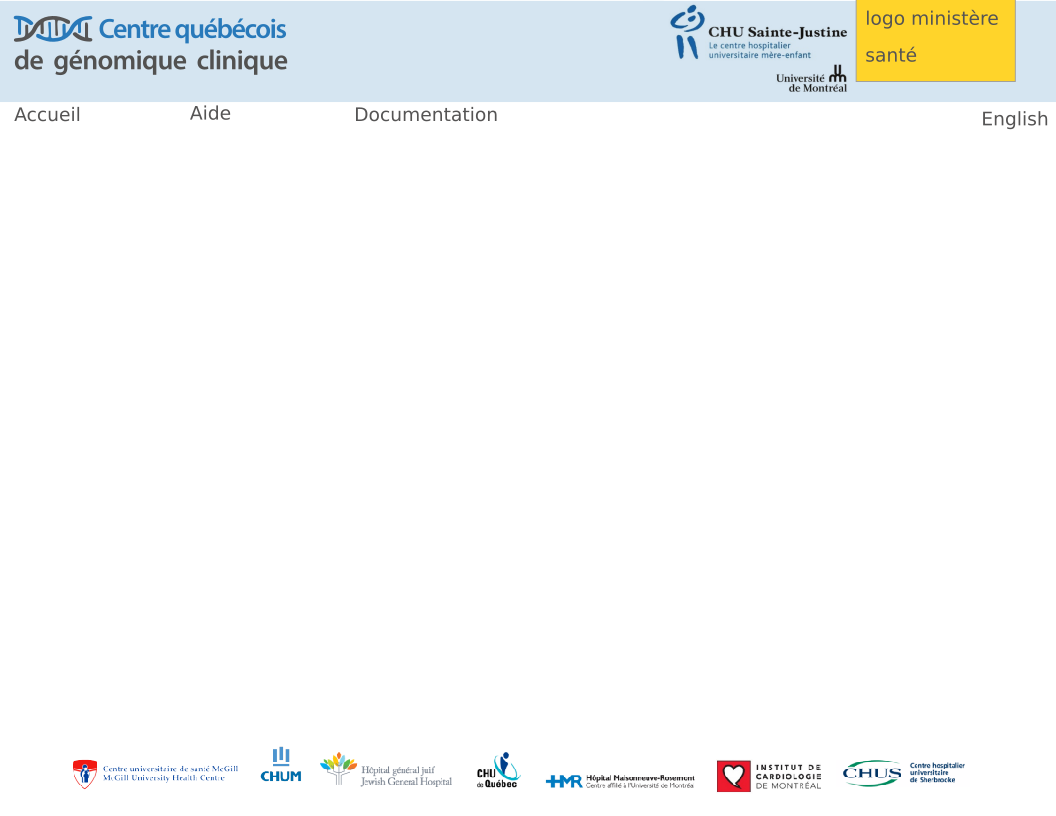 Centre québécois
de génomique clinique
CHU Sainte-Justine
Le centre hospitalier
universitaire mère-enfant
Université
de Montréal
logo ministère
santé
Accueil
Aide
Documentation
English
Centre universitaire de santé McGill
McGill University Health Centre
CHUM
Hôpital général juif
Jewish General Hospital
CHU
de Québec
HMR
Hôpital Maisonneuve-Rosemont
Centre affilié à l'Université de Montréal
INSTITUT DE
CARDIOLOGIE
DE MONTRÉAL
CHUS
Centre hospitalier
universitaire
de Sherbrooke